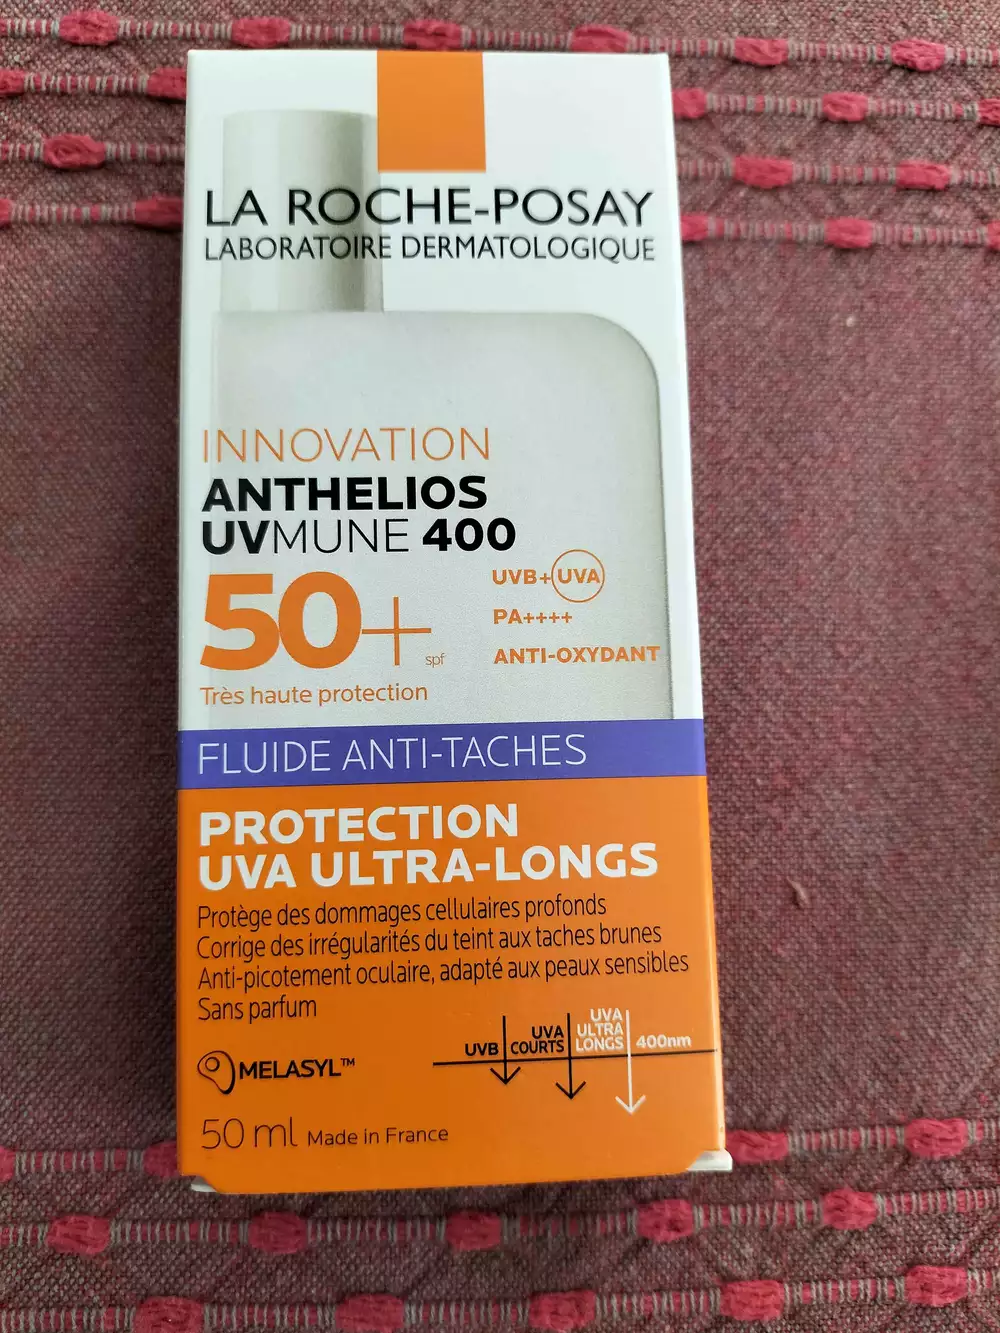 LA ROCHE-POSAY
LABORATOIRE DERMATOLOGIQUE
INNOVATION
ANTHELIOS
UVMUNE 400
50+ spf
UVB+UVA
PA++++
ANTI-OXYDANT
Très haute protection
FLUIDE ANTI-TACHES
PROTECTION
UVA ULTRA-LONGS
Protège des dommages cellulaires profonds
Corrige des irrégularités du teint aux taches brunes
Anti-picotement oculaire, adapté aux peaux sensibles
Sans parfum
MELASYL™
UVB
UVA
COURTS
UVA
ULTRA
LONGS
400nm
50 ml Made in France